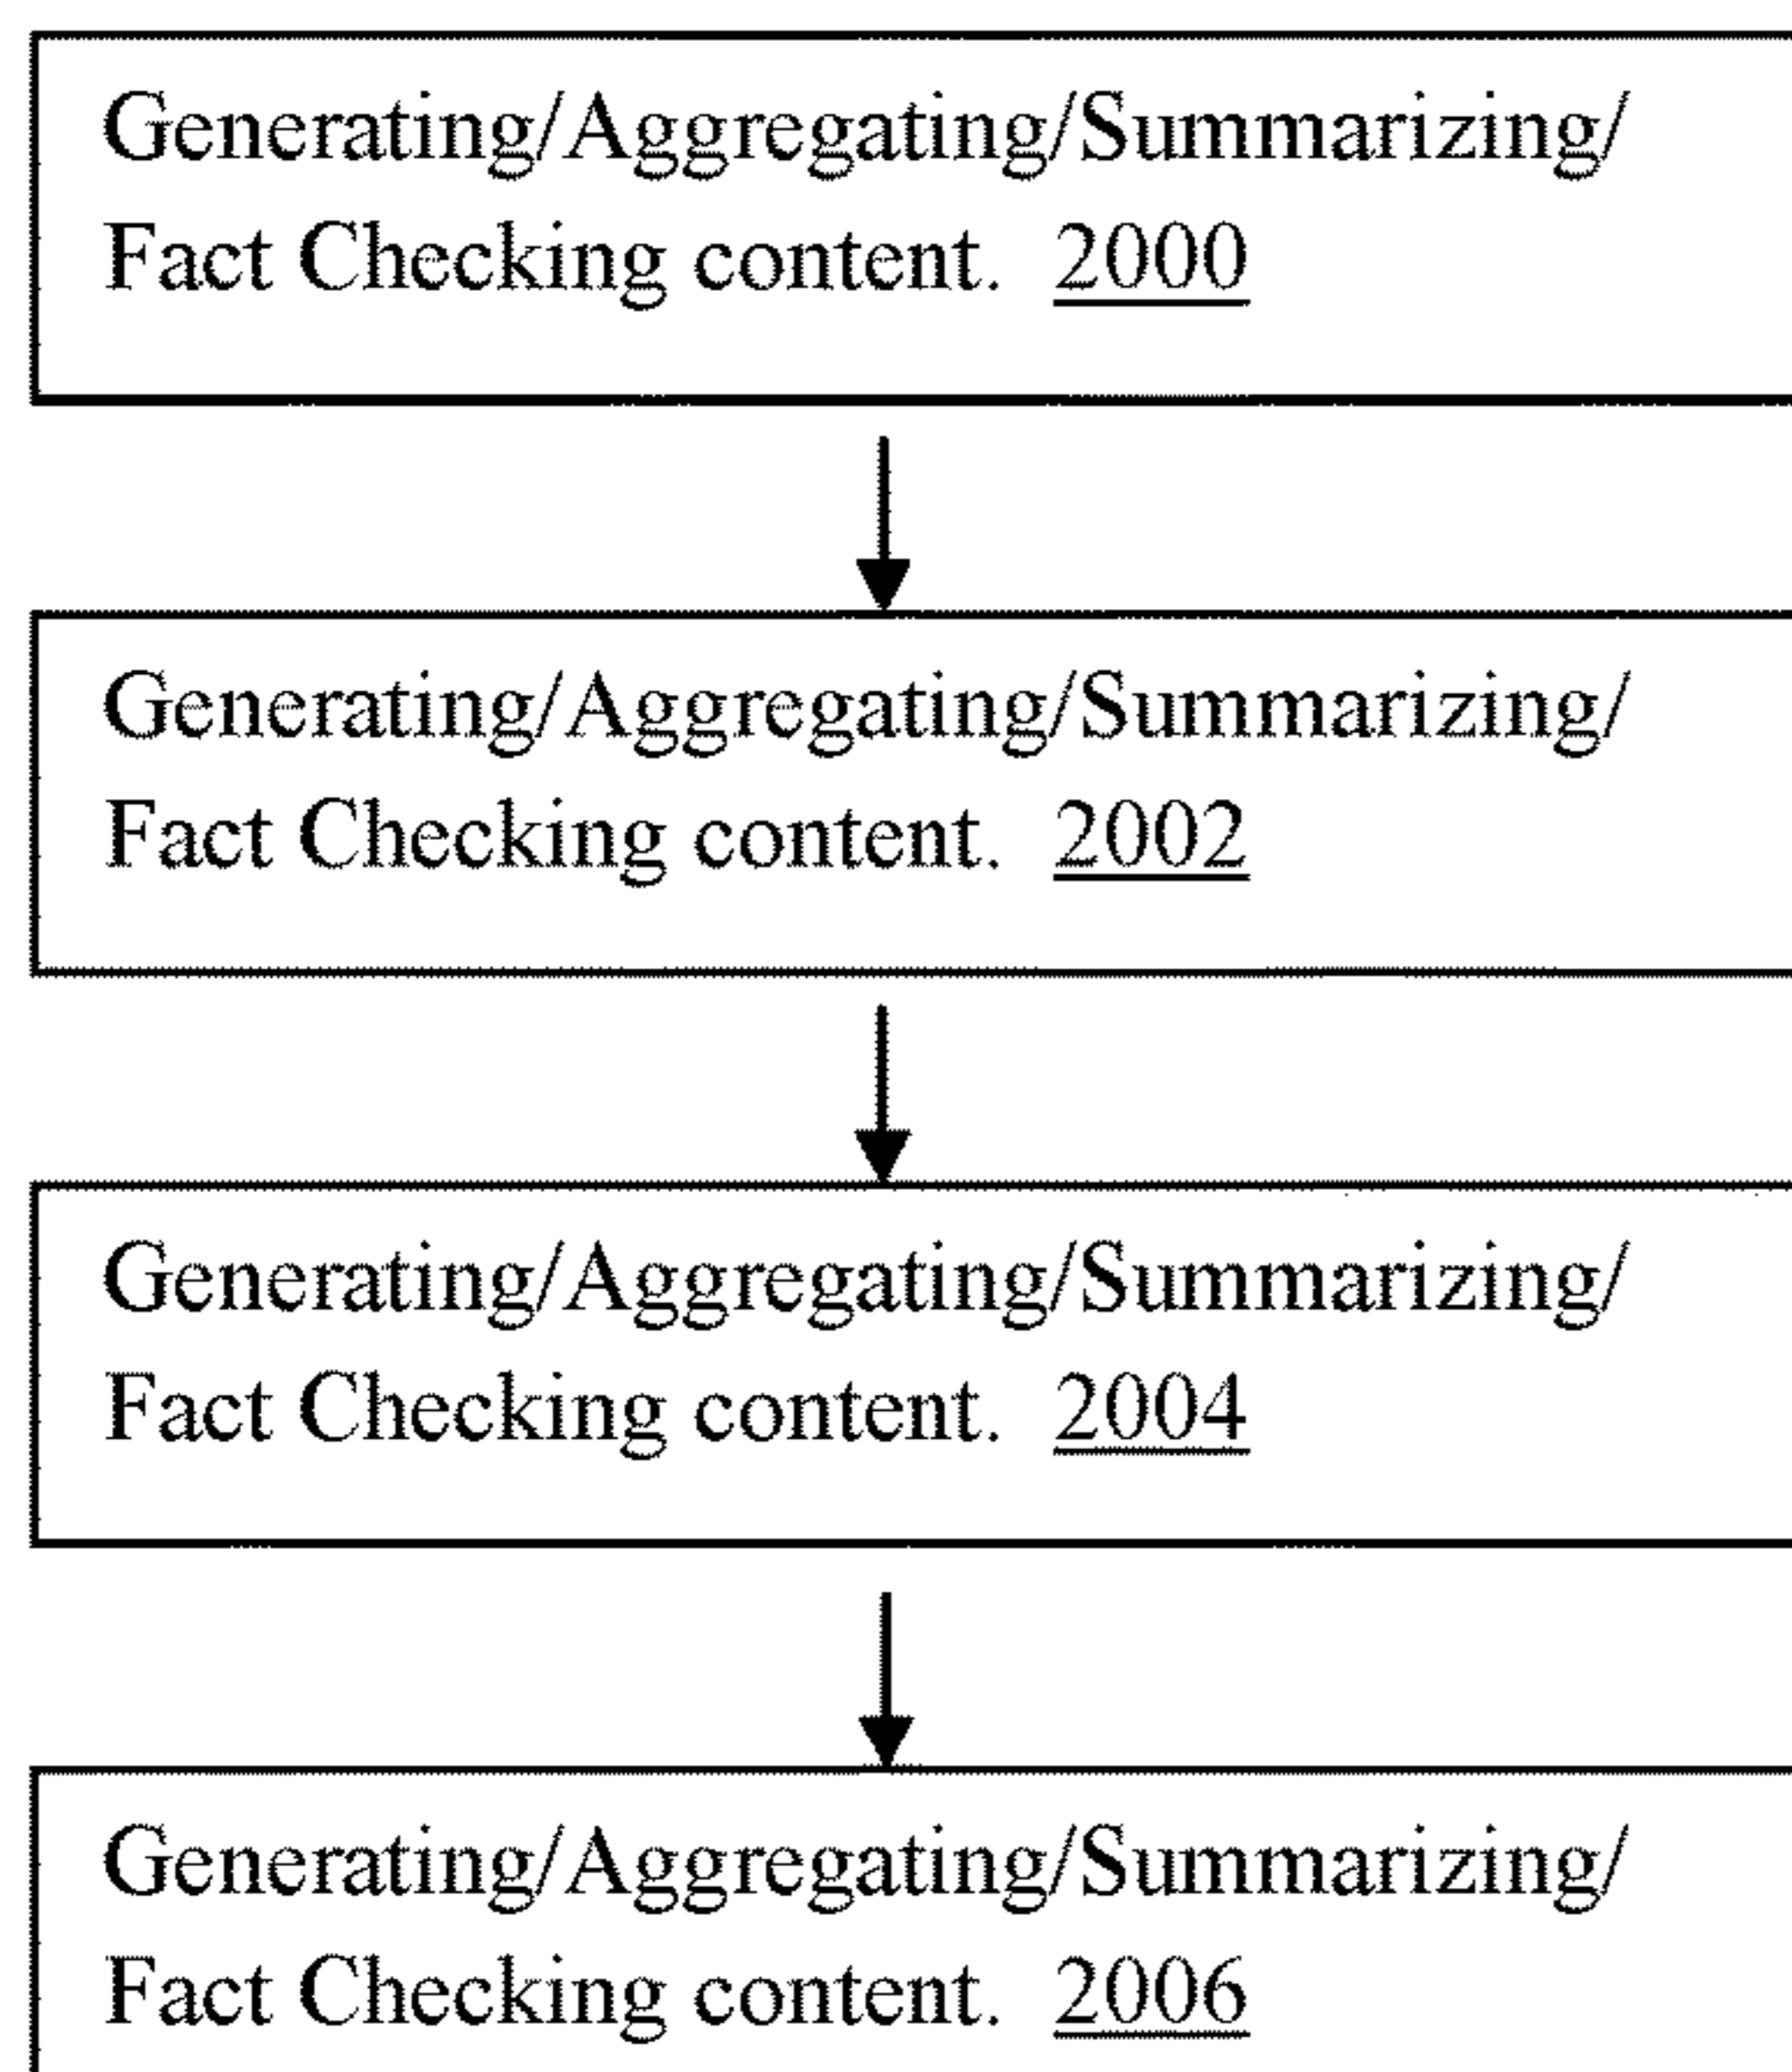 Generating/Aggregating/Summarizing/
Fact Checking content. 2000
Generating/Aggregating/Summarizing/
Fact Checking content. 2002
Generating/Aggregating/Summarizing/
Fact Checking content. 2004
Generating/Aggregating/Summarizing/
Fact Checking content. 2006